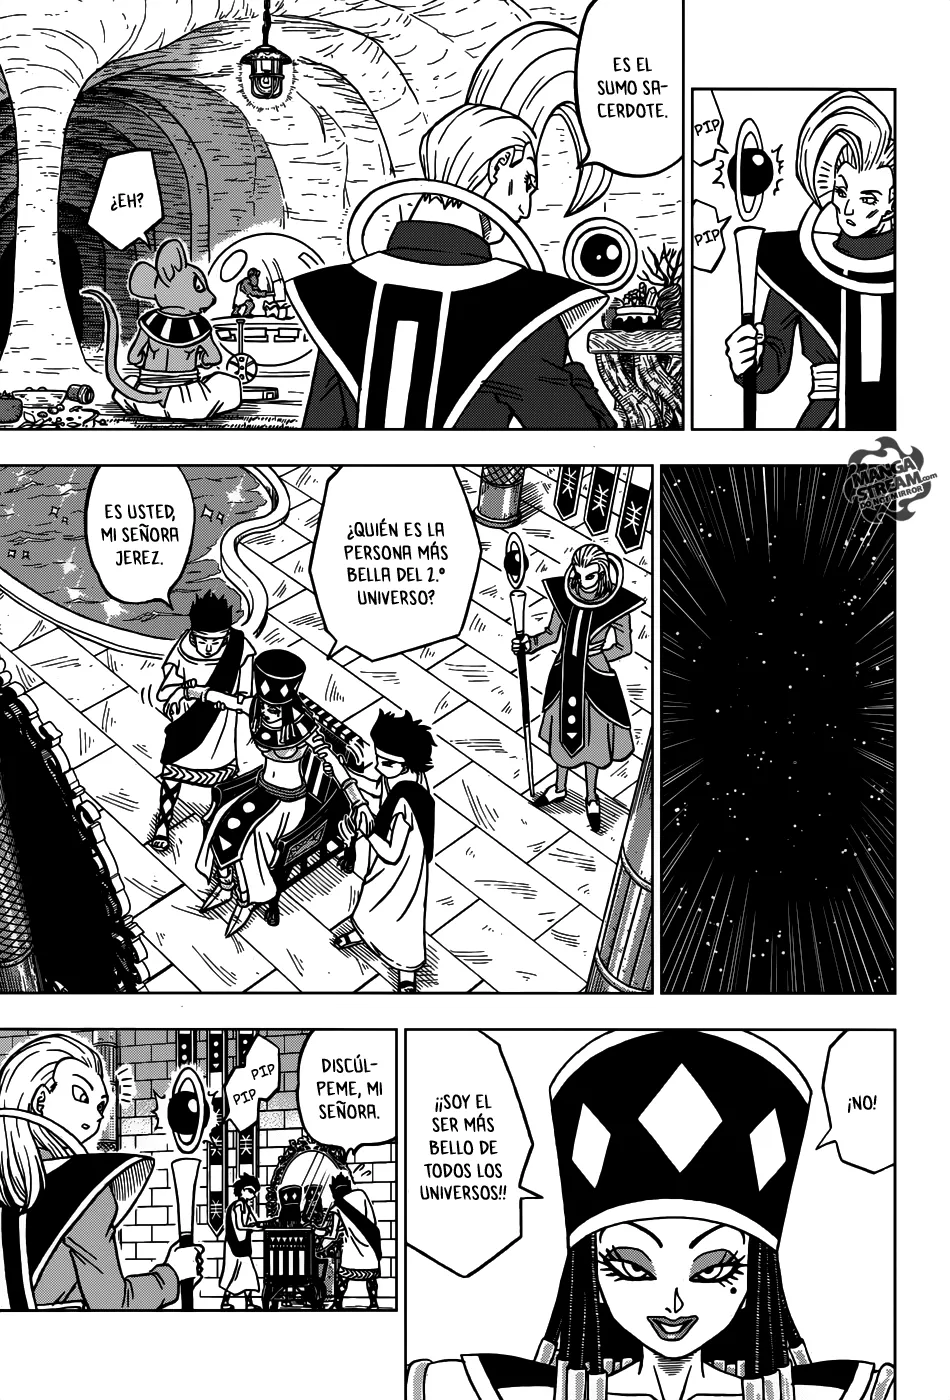 PIP
PIP
ES EL
SUMO SA-
CERDOTE.
¿EH?
MANGA
STREAM.com
¿QUIÉN ES LA
PERSONA MÁS
BELLA DEL 2.º
UNIVERSO?
ES USTED,
MI SEÑORA
JEREZ.
¡NO!
¡¡SOY EL
SER MÁS
BELLO DE
TODOS LOS
UNIVERSOS!!
DISCÚL-
PEME, MI
SEÑORA.
PIP
PIP